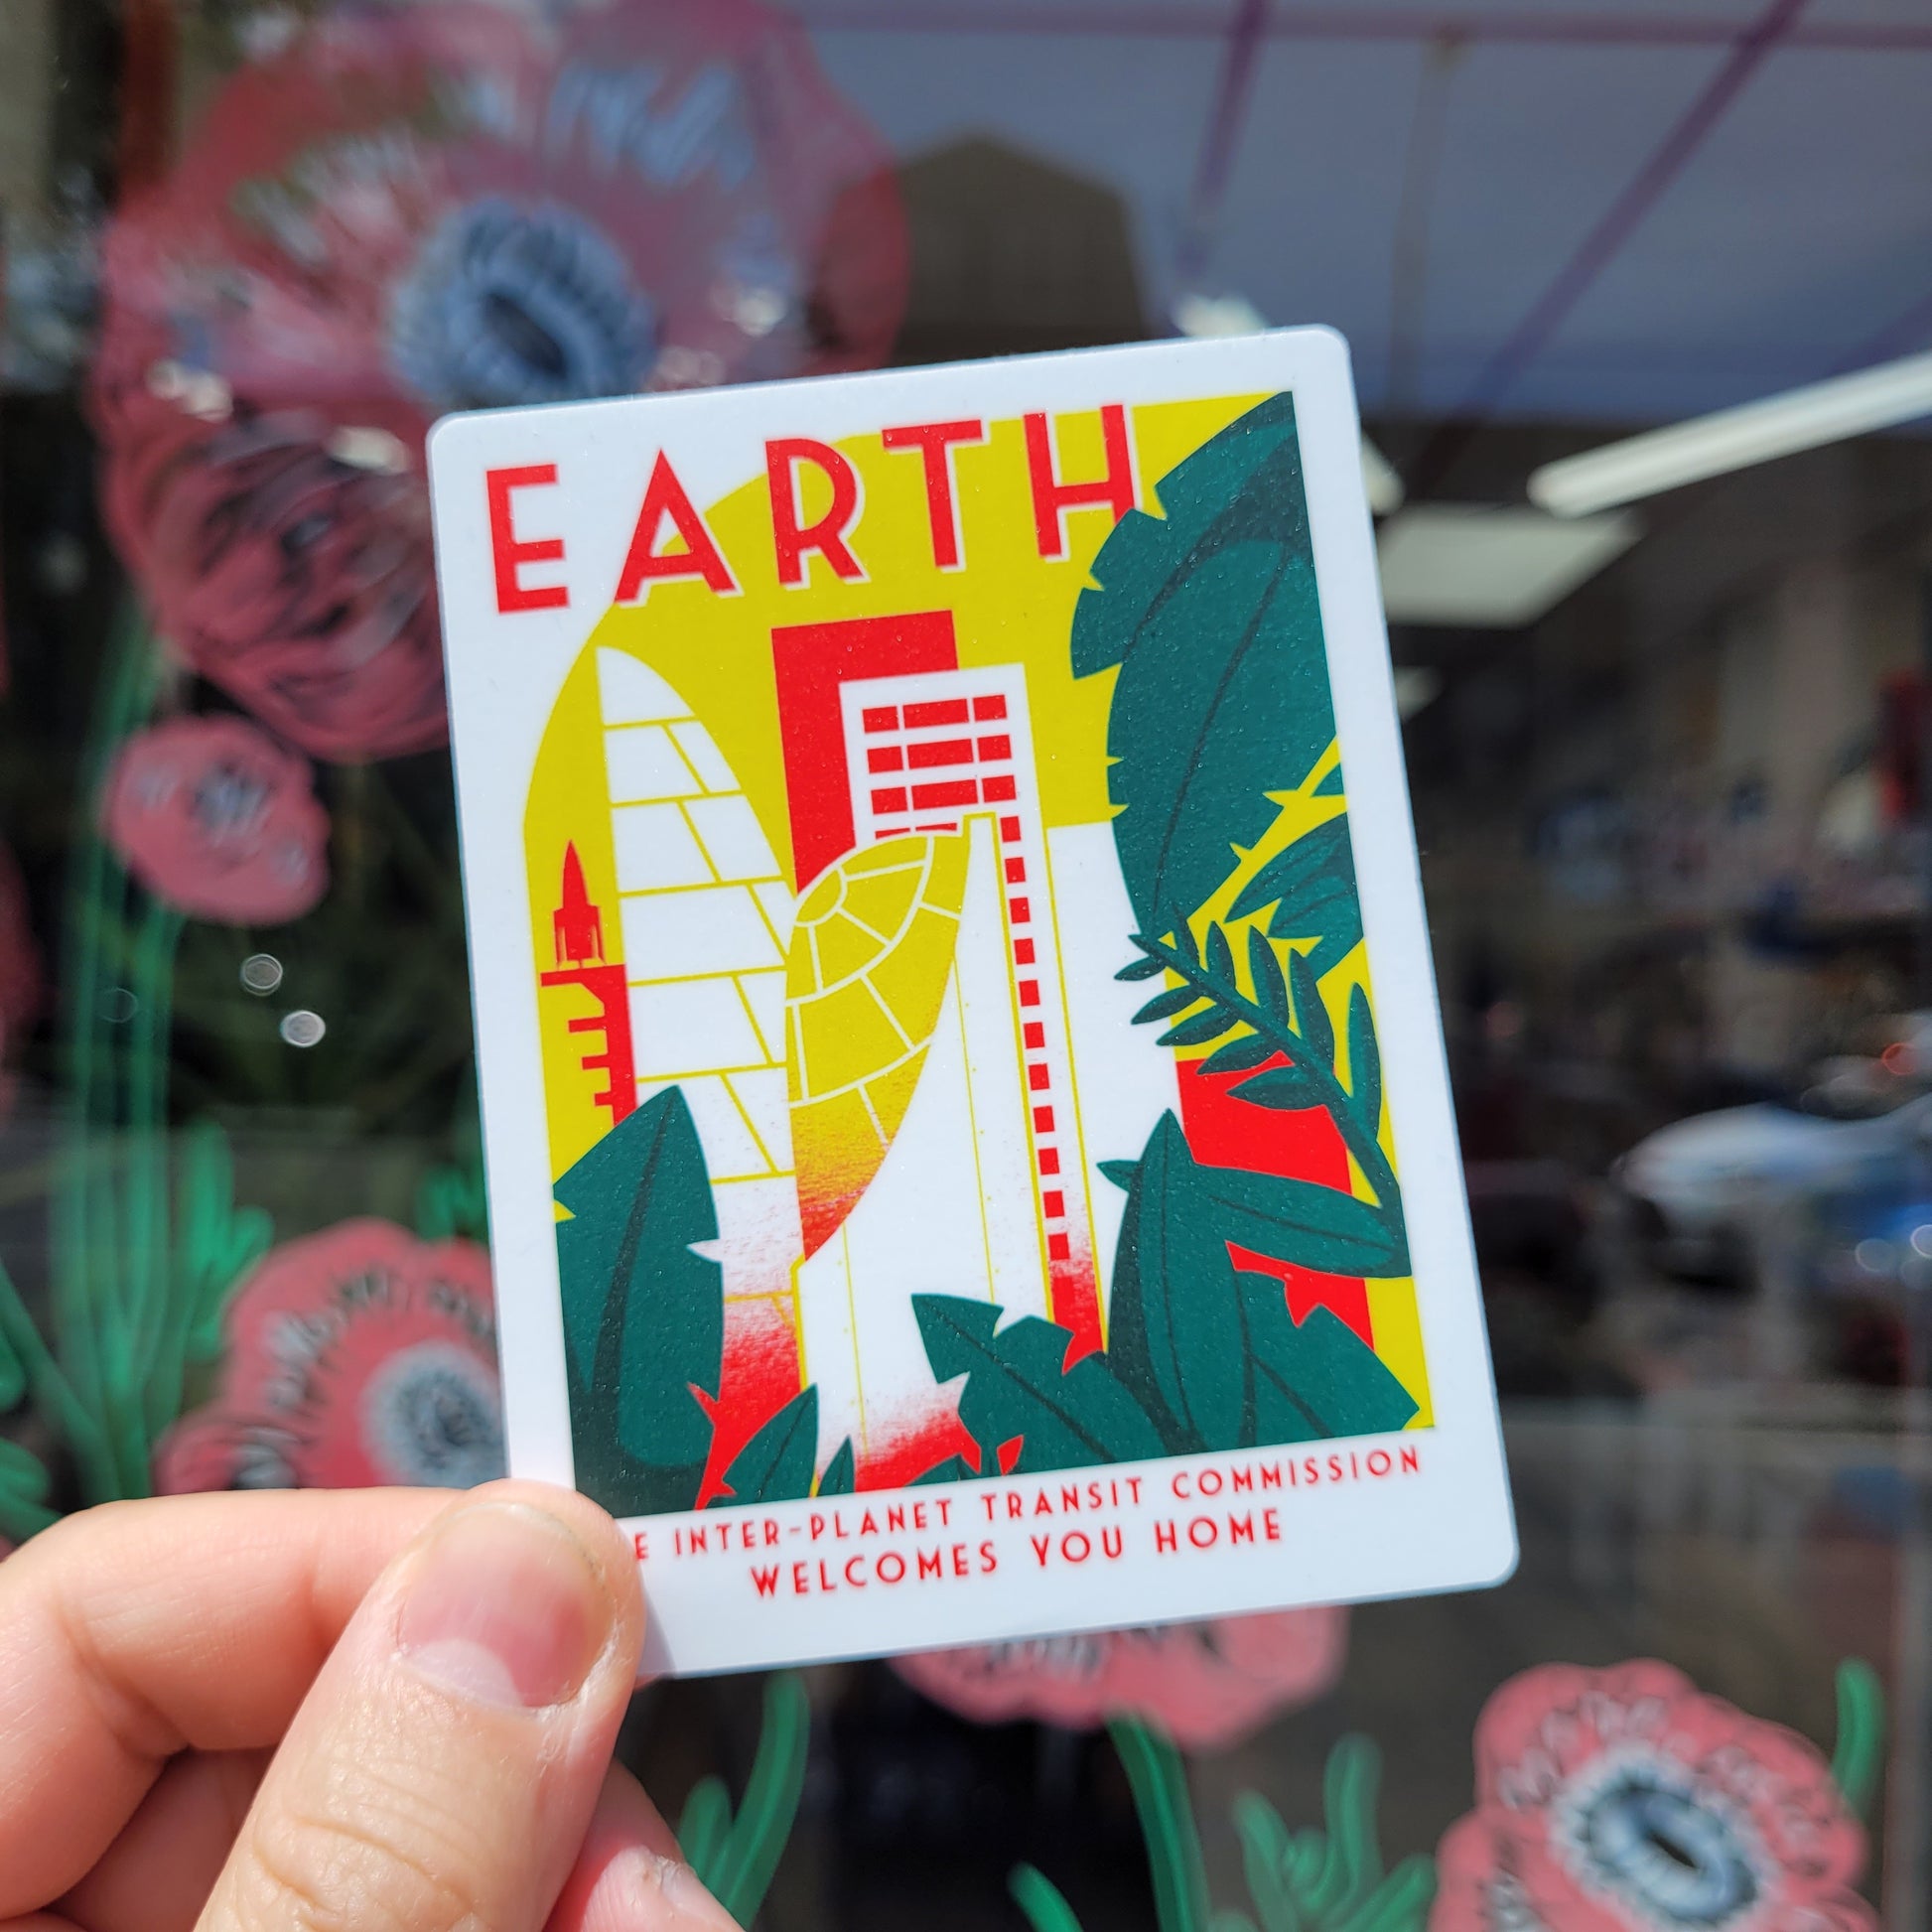 EARTH
INTER-PLANET TRANSIT COMMISSION
WELCOMES YOU HOME